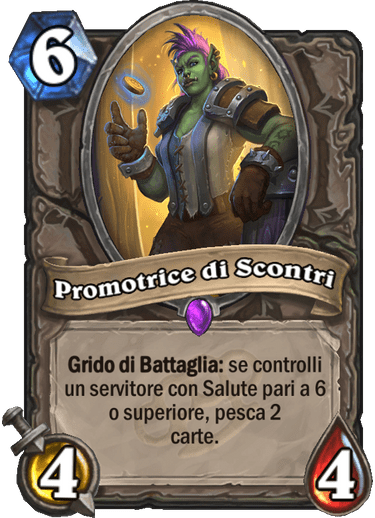 6
Promotrice di Scontri
Grido di Battaglia: se controlli
un servitore con Salute pari a 6
o superiore, pesca 2
carte.
4
4